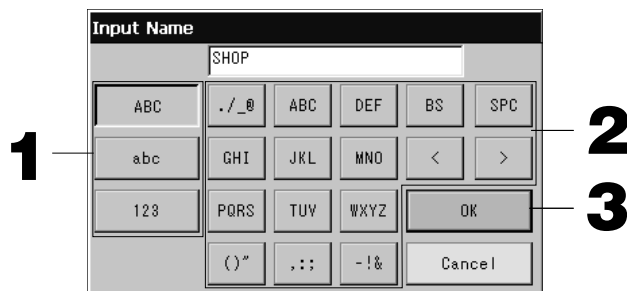 Input Name
SHOP
ABC ./_@ ABC DEF BS SPC
2
1 abc GHI JKL MNO < >
123 PQRS TUV WXYZ OK 3
()″ ,:; -!& Cancel